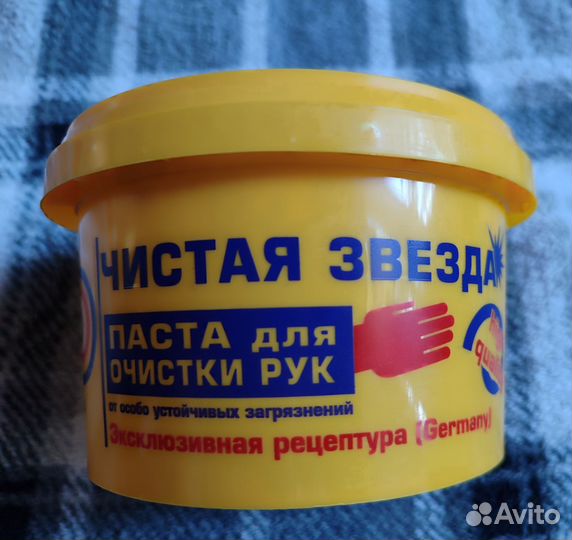 ЧИСТАЯ ЗВЕЗДА
ПАСТА для
ОЧИСТКИ РУК
от особо устойчивых загрязнений
Эксклюзивная рецептура (Germany)
Avito